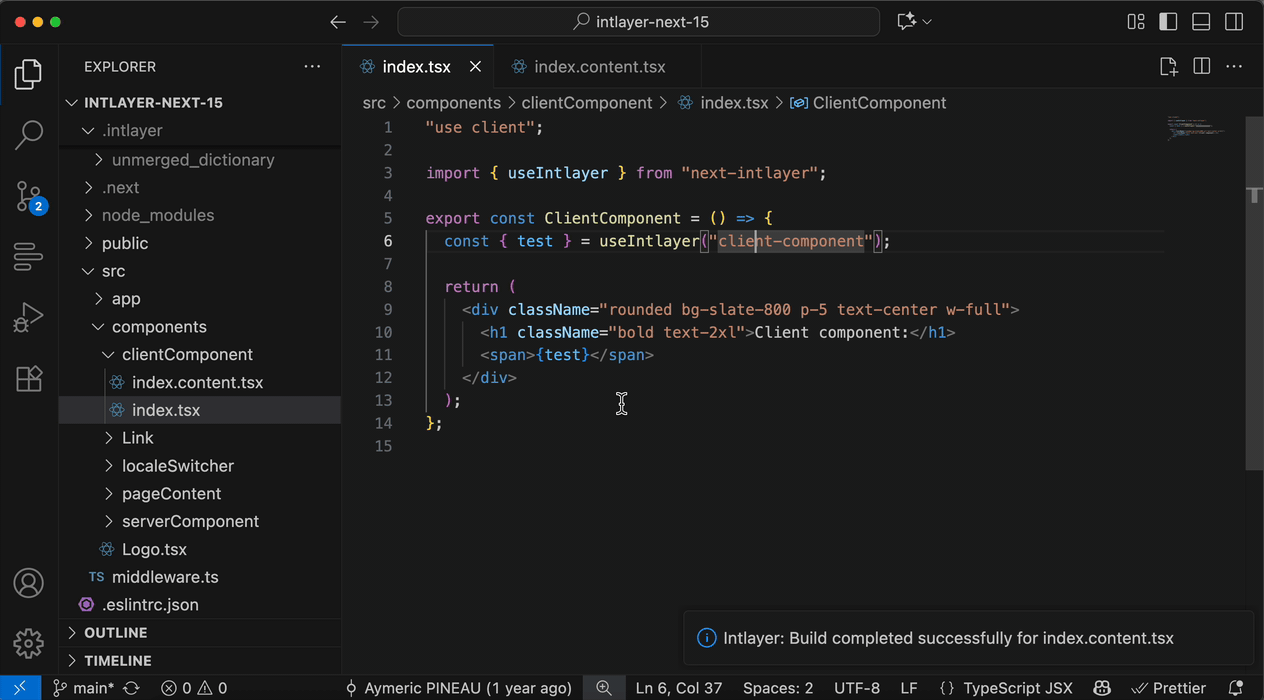 intlayer-next-15
EXPLORER
INTLAYER-NEXT-15
.intlayer
unmerged_dictionary
.next
node_modules
public
src
app
components
clientComponent
index.content.tsx
index.tsx
Link
localeSwitcher
pageContent
serverComponent
Logo.tsx
TS middleware.ts
.eslintrc.json
OUTLINE
TIMELINE
2
index.tsx
index.content.tsx
src > components > clientComponent > index.tsx > ClientComponent
1 "use client";
2
3 import { useIntlayer } from "next-intlayer";
4
5 export const ClientComponent = () => {
6 const { test } = useIntlayer("client-component");
7
8 return (
9 <div className="rounded bg-slate-800 p-5 text-center w-full">
10 <h1 className="bold text-2xl">Client component:</h1>
11 <span>{test}</span>
12 </div>
13 );
14 };
15
Intlayer: Build completed successfully for index.content.tsx
main* 0 0 Aymeric PINEAU (1 year ago) Ln 6, Col 37 Spaces: 2 UTF-8 LF {} TypeScript JSX Prettier